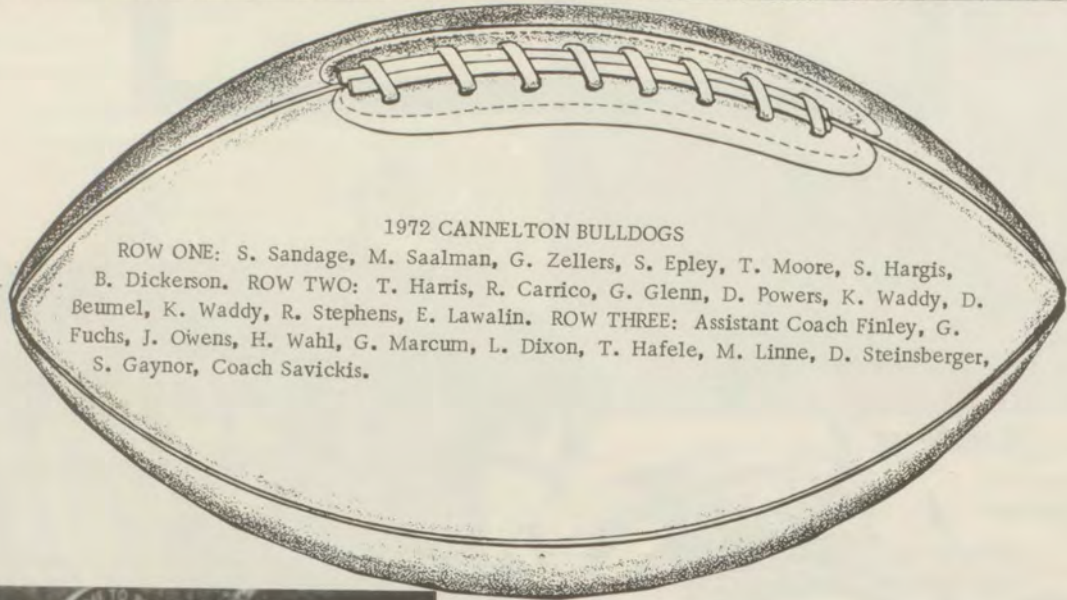 1972 CANNELTON BULLDOGS
ROW ONE: S. Sandage, M. Saalman, G. Zellers, S. Epley, T. Moore, S. Hargis,
B. Dickerson. ROW TWO: T. Harris, R. Carrico, G. Glenn, D. Powers, K. Waddy, D.
Beumel, K. Waddy, R. Stephens, E. Lawalin. ROW THREE: Assistant Coach Finley, G.
Fuchs, J. Owens, H. Wahl, G. Marcum, L. Dixon, T. Hafele, M. Linne, D. Steinsberger,
S. Gaynor, Coach Savickis.